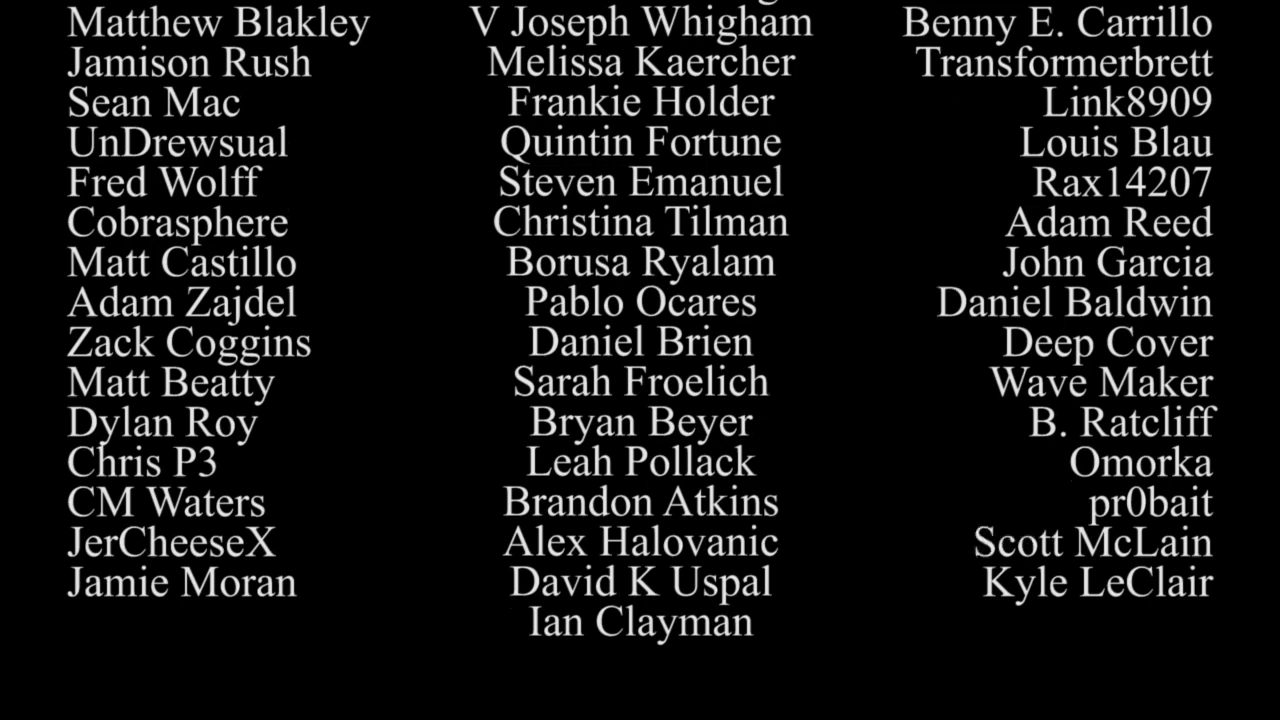 Matthew Blakley
Jamison Rush
Sean Mac
UnDrewsual
Fred Wolff
Cobrasphere
Matt Castillo
Adam Zajdel
Zack Coggins
Matt Beatty
Dylan Roy
Chris P3
CM Waters
JerCheeseX
Jamie Moran
V Joseph Whigham
Melissa Kaercher
Frankie Holder
Quintin Fortune
Steven Emanuel
Christina Tilman
Borusa Ryalam
Pablo Ocares
Daniel Brien
Sarah Froelich
Bryan Beyer
Leah Pollack
Brandon Atkins
Alex Halovanic
David K Uspal
Ian Clayman
Benny E. Carrillo
Transformerbrett
Link8909
Louis Blau
Rax14207
Adam Reed
John Garcia
Daniel Baldwin
Deep Cover
Wave Maker
B. Ratcliff
Omorka
pr0bait
Scott McLain
Kyle LeClair